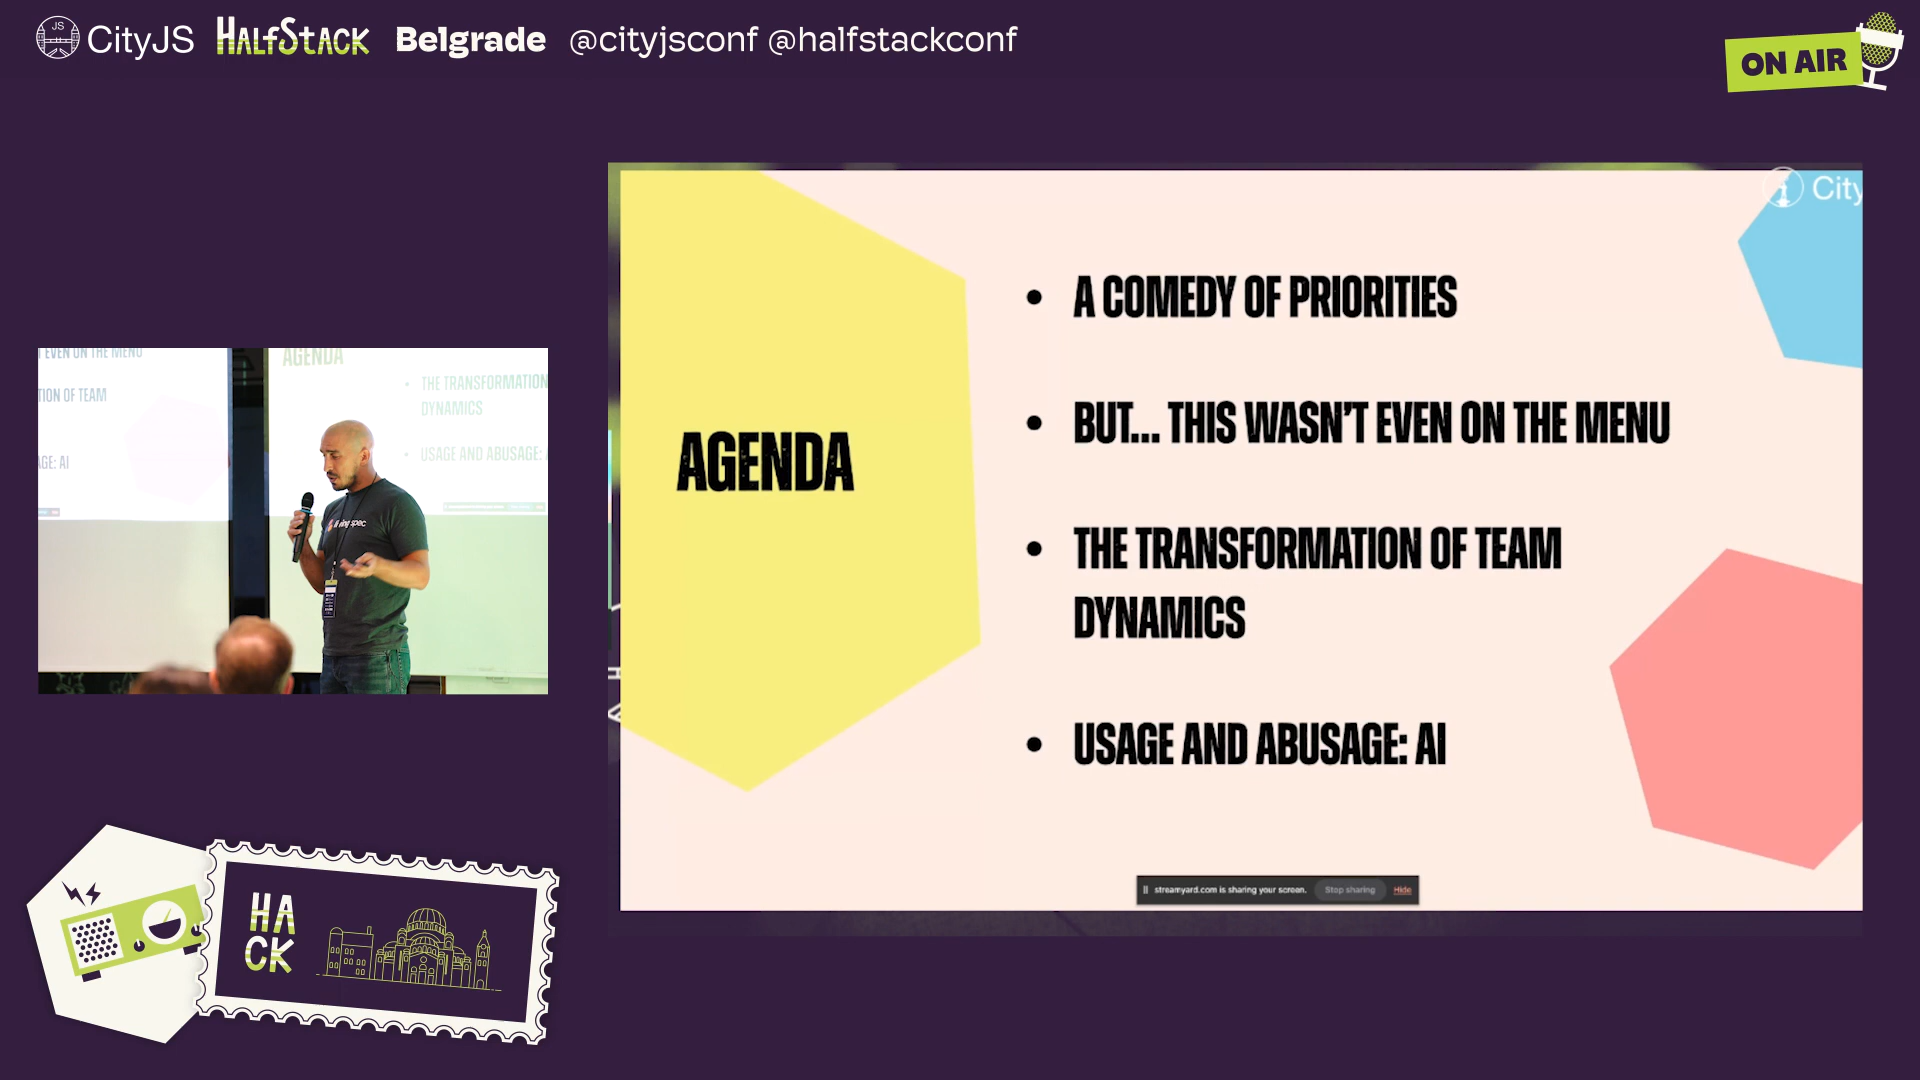 JS
CityJS HALFSTACK Belgrade @cityjsconf @halfstackconf
ON AIR
City
AGENDA
• A COMEDY OF PRIORITIES
• BUT... THIS WASN'T EVEN ON THE MENU
• THE TRANSFORMATION OF TEAM
DYNAMICS
• USAGE AND ABUSAGE: AI
streamyard.com is sharing your screen. Stop sharing Hide
T EVEN ON THE MENU
TION OF TEAM
AGE: AI
AGENDA
• THE TRANSFORMATION
DYNAMICS
• USAGE AND ABUSAGE:
HA
CK